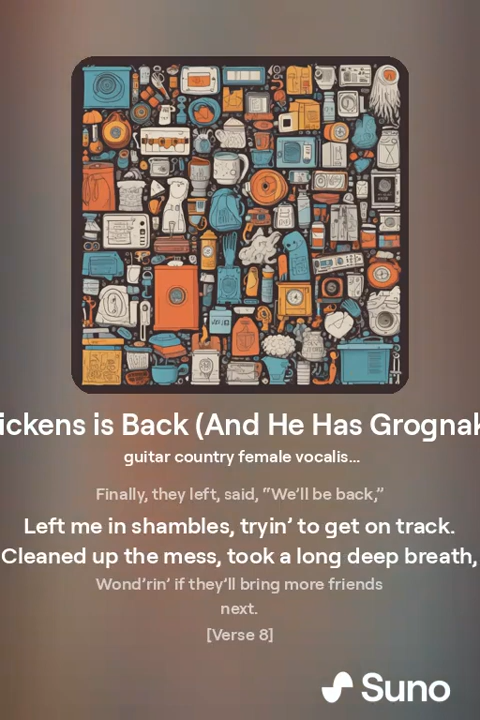 ickens is Back (And He Has Grognak
guitar country female vocalis...
Finally, they left, said, “We’ll be back,”
Left me in shambles, tryin’ to get on track.
Cleaned up the mess, took a long deep breath,
Wond’rin’ if they’ll bring more friends
next.
[Verse 8]
Suno